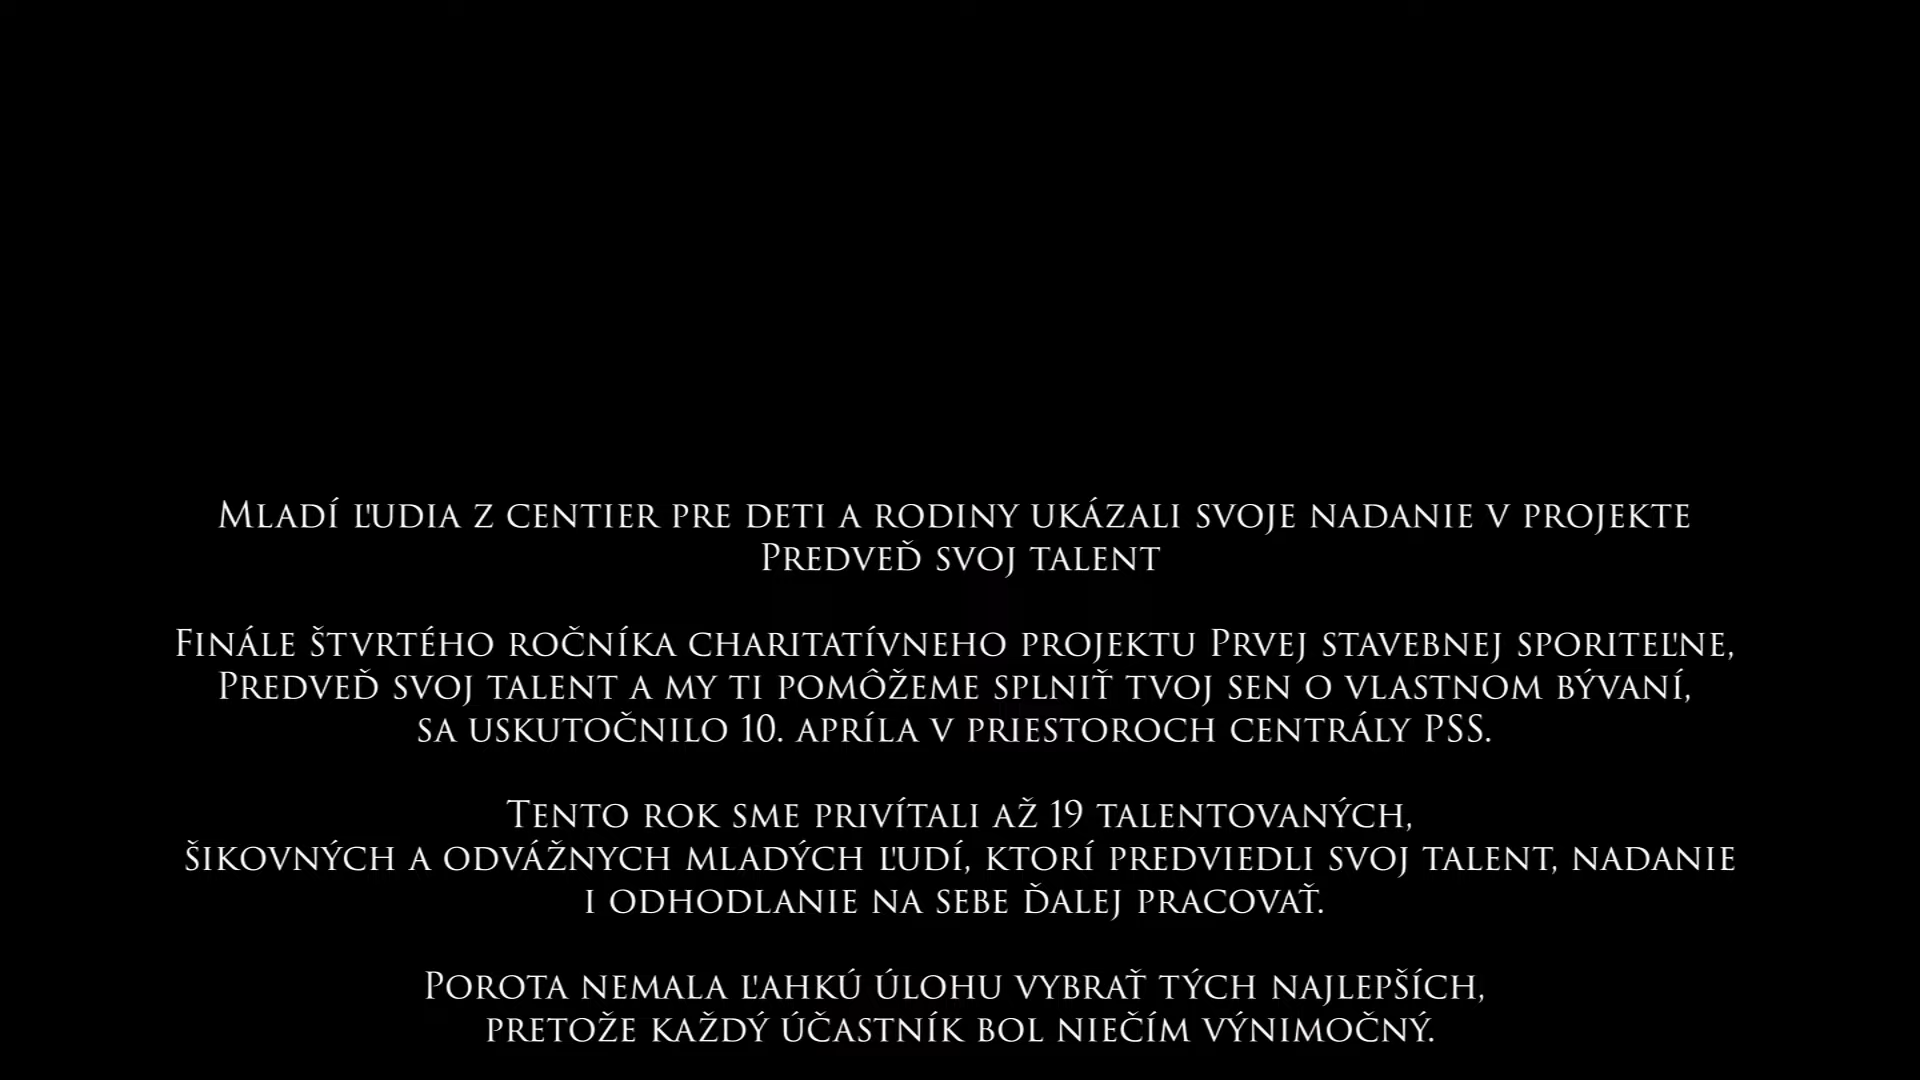 Mladí ľudia z centier pre deti a rodiny ukázali svoje nadanie v projekte
Predveď svoj talent
Finále štvrtého ročníka charitatívneho projektu Prvej stavebnej sporiteľne,
Predveď svoj talent a my ti pomôžeme splniť tvoj sen o vlastnom bývaní,
sa uskutočnilo 10. apríla v priestoroch centrály PSS.
Tento rok sme privítali až 19 talentovaných,
šikovných a odvážnych mladých ľudí, ktorí predviedli svoj talent, nadanie
i odhodlanie na sebe ďalej pracovať.
Porota nemala ľahkú úlohu vybrať tých najlepších,
pretože každý účastník bol niečím výnimočný.